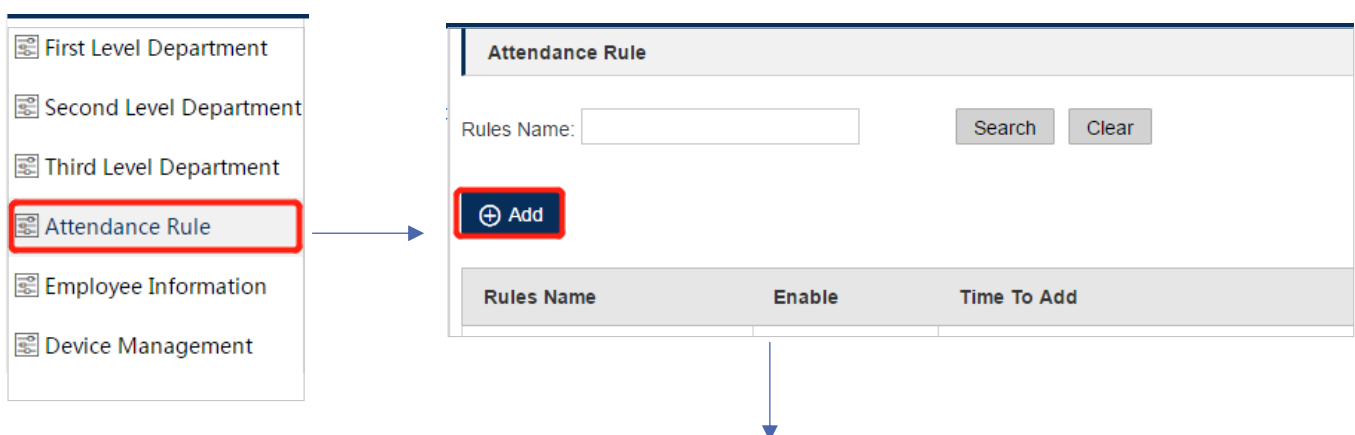 First Level Department
Second Level Department
Third Level Department
Attendance Rule
Employee Information
Device Management
Attendance Rule
Rules Name: Search Clear
Add
Rules Name Enable Time To Add